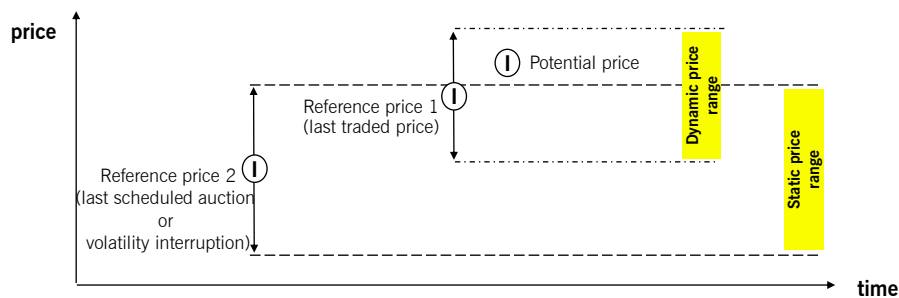 price
I Potential price
Dynamic price
range
Reference price 1
(last traded price)
I
Static price
range
Reference price 2
I
(last scheduled auction
or
volatility interruption)
time